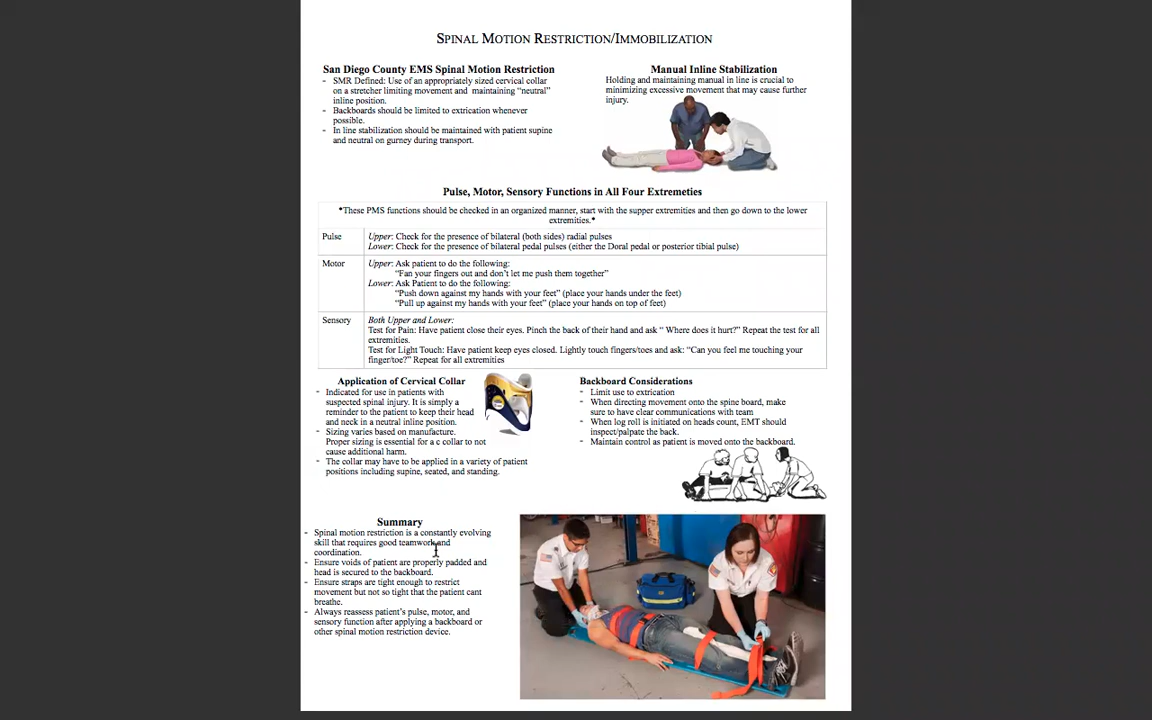 SPINAL MOTION RESTRICTION/IMMOBILIZATION
San Diego County EMS Spinal Motion Restriction
- SMR Defined: Use of an appropriately sized cervical collar
on a stretcher limiting movement and maintaining “neutral”
inline position.
- Backboards should be limited to extrication whenever
possible.
- In line stabilization should be maintained with patient supine
and neutral on gurney during transport.
Manual Inline Stabilization
Holding and maintaining manual in line is crucial to
minimizing excessive movement that may cause further
injury.
Pulse, Motor, Sensory Functions in All Four Extremeties
*These PMS functions should be checked in an organized manner, start with the supper extremities and then go down to the lower
extremities.*
Pulse
Upper: Check for the presence of bilateral (both sides) radial pulses
Lower: Check for the presence of bilateral pedal pulses (either the Doral pedal or posterior tibial pulse)
Motor
Upper: Ask patient to do the following:
“Fan your fingers out and don’t let me push them together”
Lower: Ask Patient to do the following:
“Push down against my hands with your feet” (place your hands under the feet)
“Pull up against my hands with your feet” (place your hands on top of feet)
Sensory
Both Upper and Lower:
Test for Pain: Have patient close their eyes. Pinch the back of their hand and ask “ Where does it hurt?” Repeat the test for all
extremities.
Test for Light Touch: Have patient keep eyes closed. Lightly touch fingers/toes and ask: “Can you feel me touching your
finger/toe?” Repeat for all extremities
Application of Cervical Collar
- Indicated for use in patients with
suspected spinal injury. It is simply a
reminder to the patient to keep their head
and neck in a neutral inline position.
- Sizing varies based on manufacture.
Proper sizing is essential for a c collar to not
cause additional harm.
- The collar may have to be applied in a variety of patient
positions including supine, seated, and standing.
Backboard Considerations
- Limit use to extrication
- When directing movement onto the spine board, make
sure to have clear communications with team
- When log roll is initiated on heads count, EMT should
inspect/palpate the back.
- Maintain control as patient is moved onto the backboard.
Summary
- Spinal motion restriction is a constantly evolving
skill that requires good teamwork and
coordination.
- Ensure voids of patient are properly padded and
head is secured to the backboard.
- Ensure straps are tight enough to restrict
movement but not so tight that the patient cant
breathe.
- Always reassess patient’s pulse, motor, and
sensory function after applying a backboard or
other spinal motion restriction device.